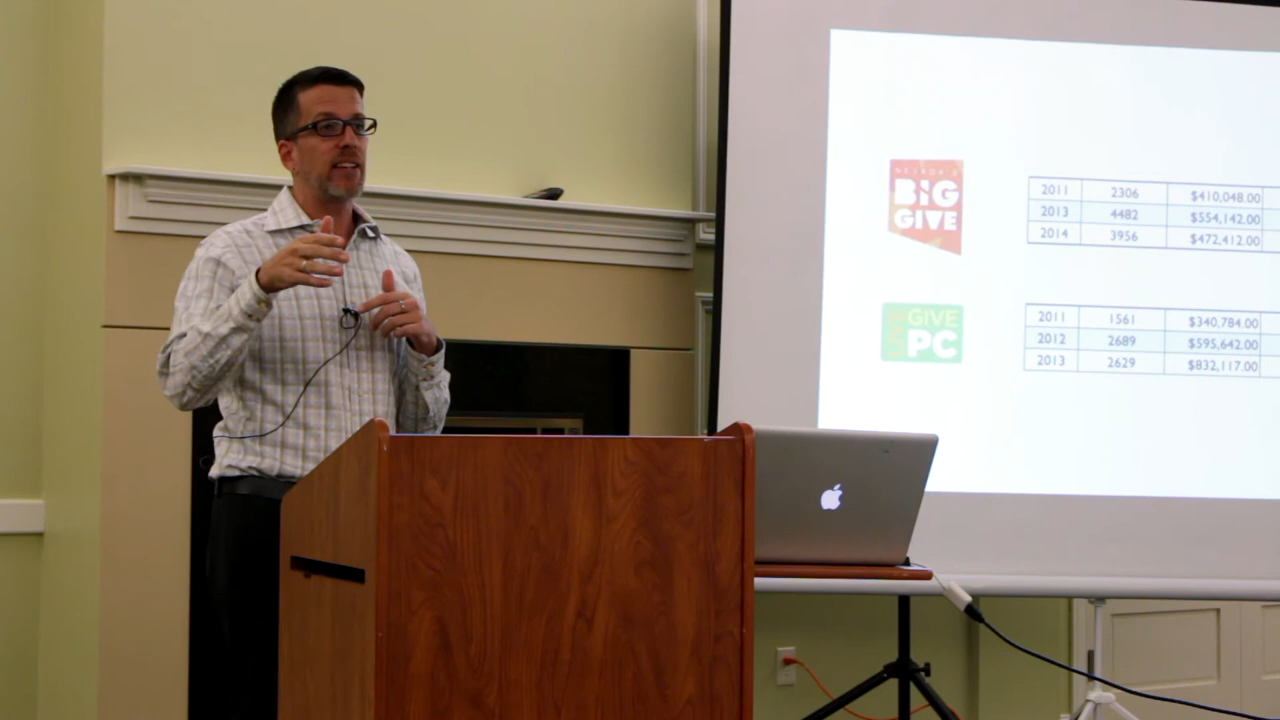 BIG
GIVE
2011 2306 $410,048.00
2013 4482 $554,142.00
2014 3956 $472,412.00
LIVE
GIVE
PC
2011 1561 $340,784.00
2012 2689 $595,642.00
2013 2629 $832,117.00